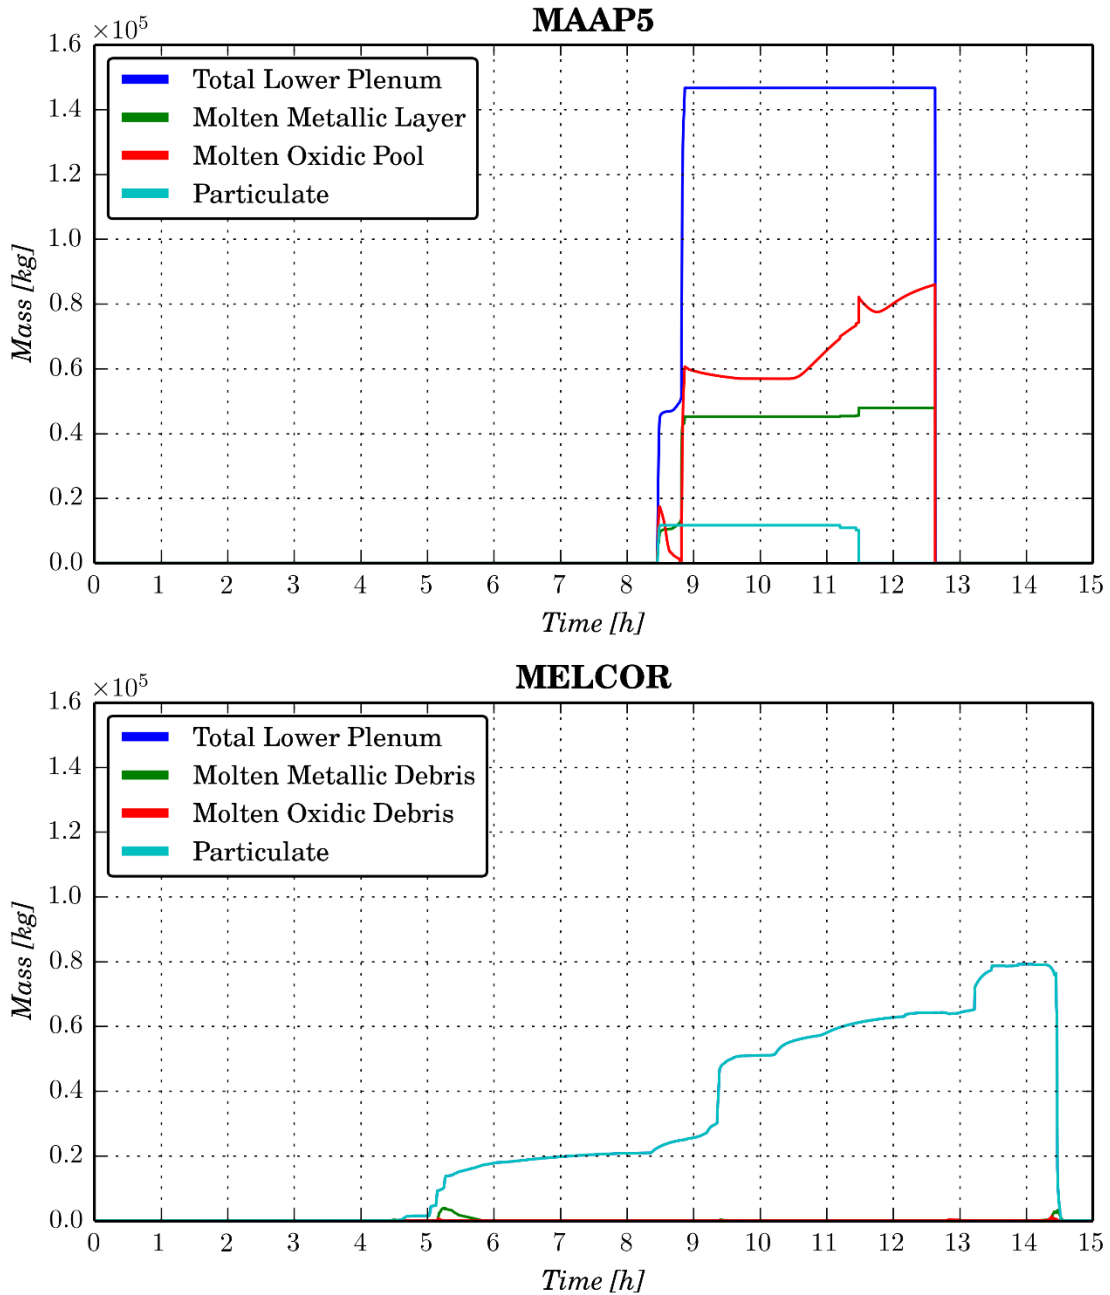 MAAP5
×10⁵
1.6
1.4
1.2
1.0
0.8
0.6
0.4
0.2
0.0
Mass [kg]
Total Lower Plenum
Molten Metallic Layer
Molten Oxidic Pool
Particulate
0 1 2 3 4 5 6 7 8 9 10 11 12 13 14 15
Time [h]
MELCOR
×10⁵
1.6
1.4
1.2
1.0
0.8
0.6
0.4
0.2
0.0
Mass [kg]
Total Lower Plenum
Molten Metallic Debris
Molten Oxidic Debris
Particulate
0 1 2 3 4 5 6 7 8 9 10 11 12 13 14 15
Time [h]